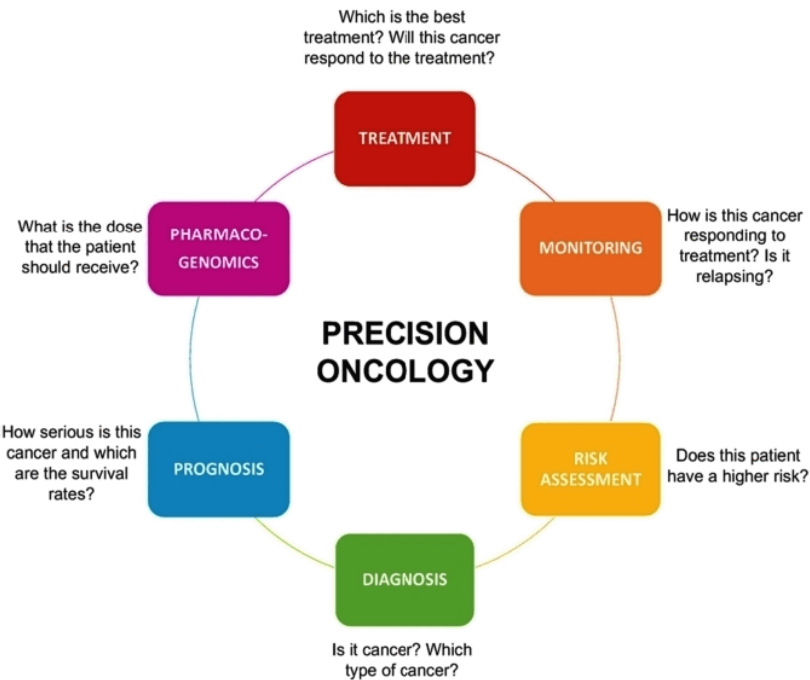 Which is the best
treatment? Will this cancer
respond to the treatment?
TREATMENT
MONITORING
How is this cancer
responding to
treatment? Is it
relapsing?
RISK
ASSESSMENT
Does this patient
have a higher risk?
DIAGNOSIS
Is it cancer? Which
type of cancer?
PROGNOSIS
How serious is this
cancer and which
are the survival
rates?
PHARMACO-
GENOMICS
What is the dose
that the patient
should receive?
PRECISION
ONCOLOGY